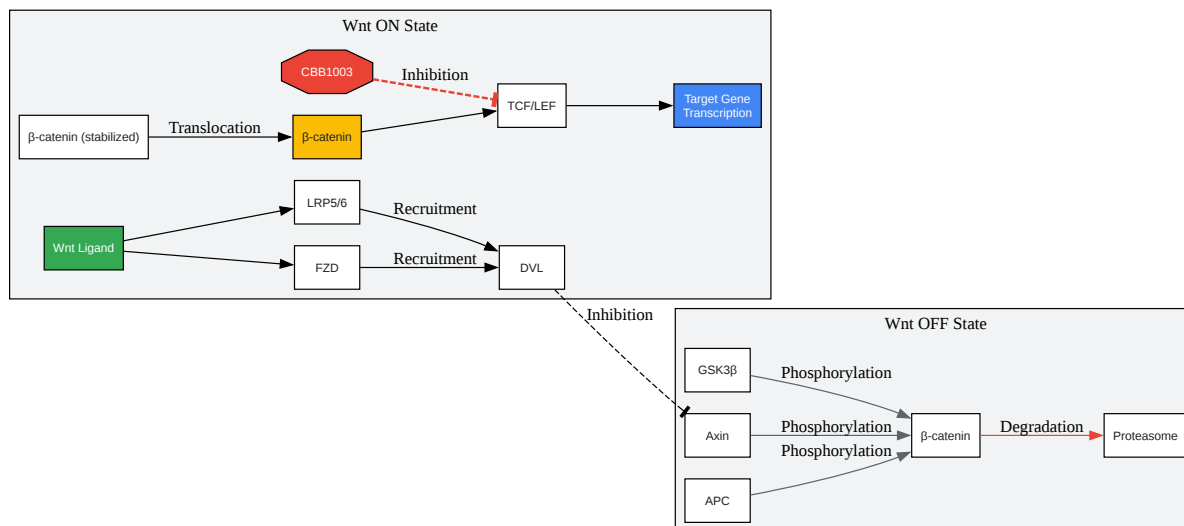 Wnt ON State
CBB1003
Inhibition
TCF/LEF
Target Gene
Transcription
β-catenin (stabilized)
Translocation
β-catenin
LRP5/6
Recruitment
Wnt Ligand
FZD
Recruitment
DVL
Inhibition
Wnt OFF State
GSK3β
Phosphorylation
Axin
Phosphorylation
β-catenin
Degradation
Proteasome
Phosphorylation
APC